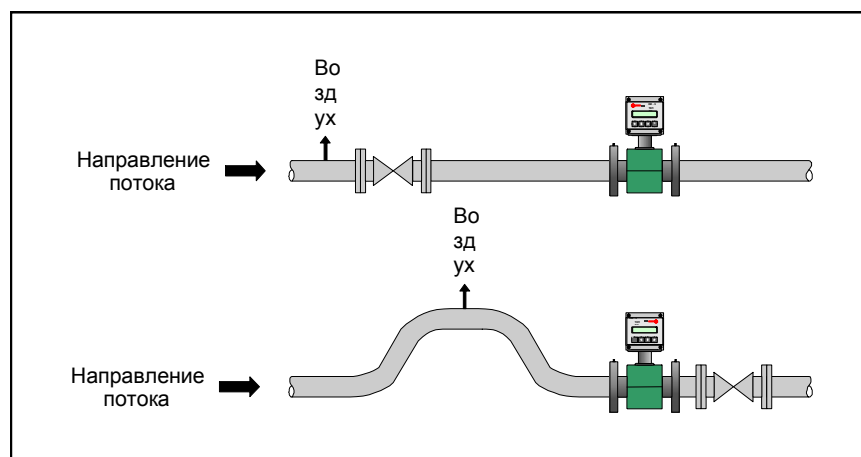 Во
зд
ух
Направление
потока
Во
зд
ух
Направление
потока